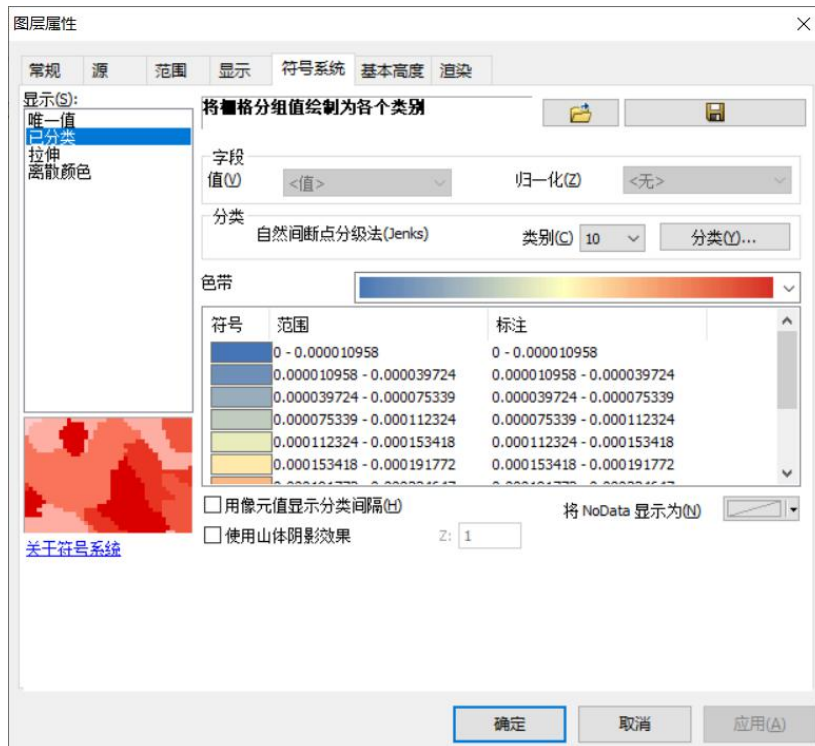 图层属性
常规 源 范围 显示 符号系统 基本高度 渲染
显示(S):
唯一值
已分类
拉伸
离散颜色
将栅格分组值绘制为各个类别
字段
值(V) <值> 归一化(Z) <无>
分类
自然间断点分级法(Jenks) 类别(C) 10 分类(Y)...
色带
符号 范围 标注
0 - 0.000010958 0 - 0.000010958
0.000010958 - 0.000039724 0.000010958 - 0.000039724
0.000039724 - 0.000075339 0.000039724 - 0.000075339
0.000075339 - 0.000112324 0.000075339 - 0.000112324
0.000112324 - 0.000153418 0.000112324 - 0.000153418
0.000153418 - 0.000191772 0.000153418 - 0.000191772
用像元值显示分类间隔(H) 将 NoData 显示为(N)
使用山体阴影效果 Z: 1
关于符号系统
确定 取消 应用(A)